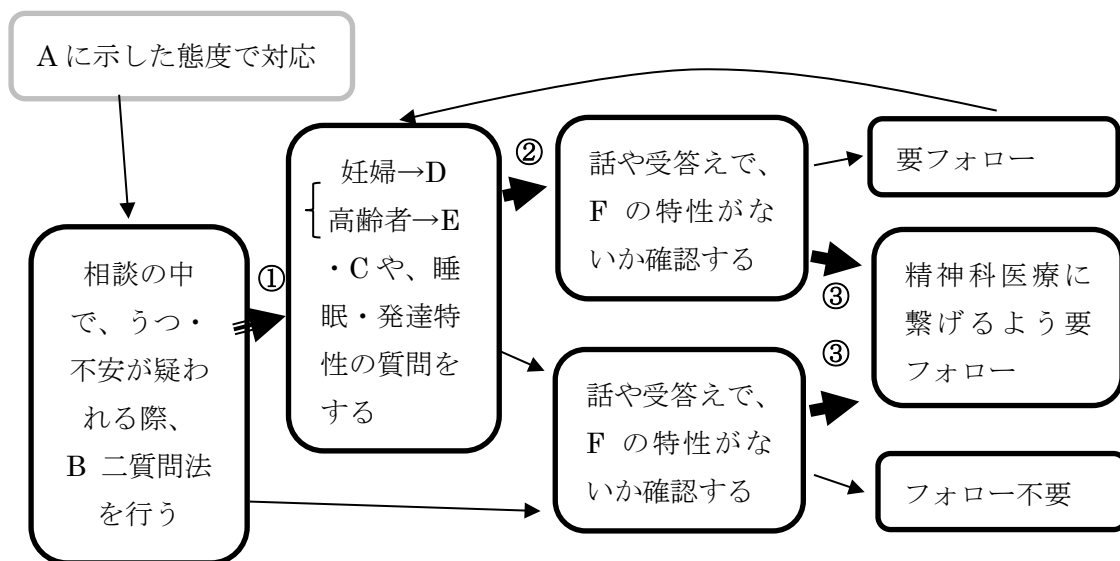 Aに示した態度で対応
相談の中
で、うつ・
不安が疑わ
れる際、
B 二質問法
を行う
①
妊婦→D
高齢者→E
・Cや、睡
眠・発達特
性の質問を
する
②
話や受答えで、
F の特性がな
いか確認する
③
要フォロー
精神科医療に
繋げるよう要
フォロー
③
話や受答えで、
F の特性がな
いか確認する
フォロー不要